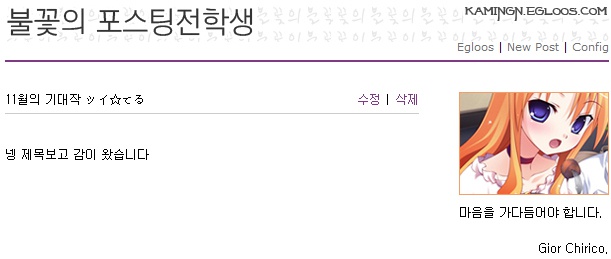 불꽃의 포스팅전학생
KAMINGN.EGLOOS.COM
Egloos | New Post | Config
11월의 기대작 ッイ☆てる
수정 | 삭제
넹 제목보고 감이 왔습니다
마음을 가다듬어야 합니다.
Gior Chirico,